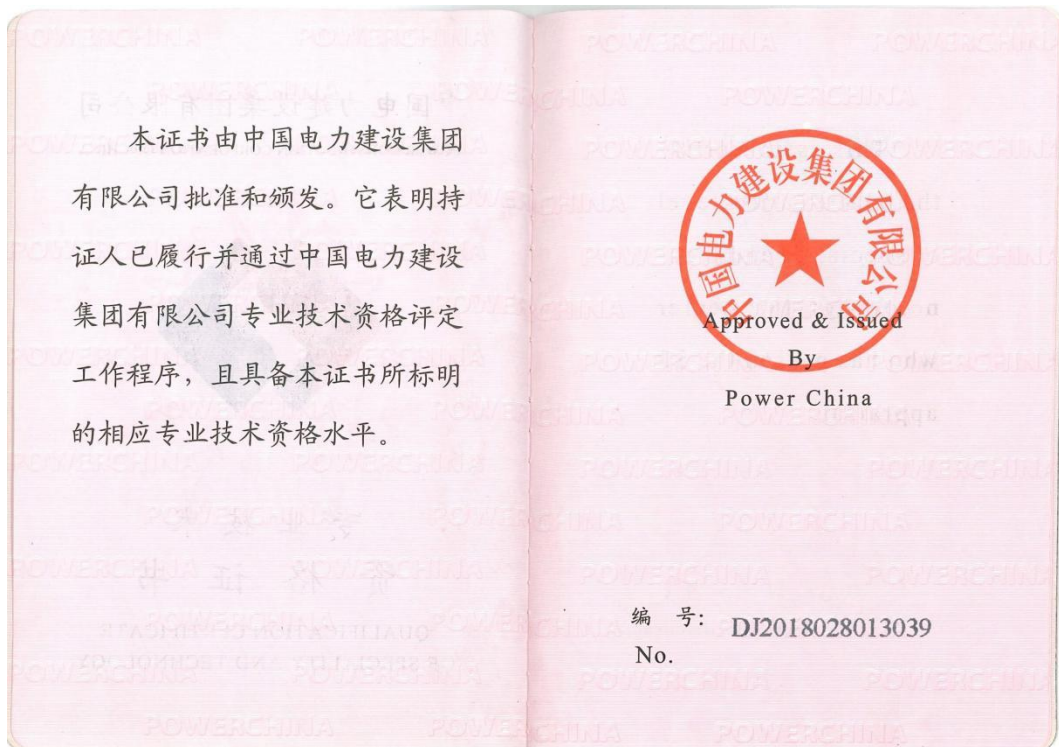 本证书由中国电力建设集团
有限公司批准和颁发。它表明持
证人已履行并通过中国电力建设
集团有限公司专业技术资格评定
工作程序，且具备本证书所标明
的相应专业技术资格水平。
中国电力建设集团有限公司
Approved & Issued
By
Power China
编 号: DJ2018028013039
No.
POWERCHINA